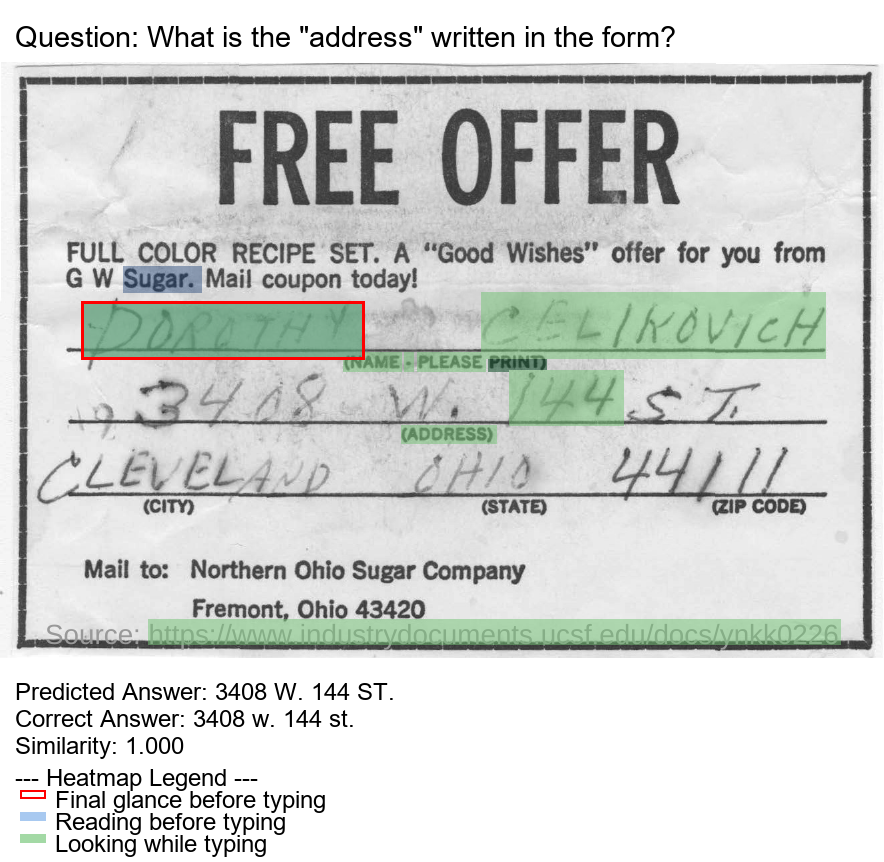 Question: What is the "address" written in the form?
FREE OFFER
FULL COLOR RECIPE SET. A “Good Wishes” offer for you from
G W Sugar. Mail coupon today!
DOROTHY CELIKOVICH
(NAME - PLEASE PRINT)
3408 W. 144 ST.
(ADDRESS)
CLEVELAND OHIO 44111
(CITY) (STATE) (ZIP CODE)
Mail to: Northern Ohio Sugar Company
Fremont, Ohio 43420
Source: https://www.industrydocuments.ucsf.edu/docs/ynkk0226
Predicted Answer: 3408 W. 144 ST.
Correct Answer: 3408 w. 144 st.
Similarity: 1.000
--- Heatmap Legend ---
Final glance before typing
Reading before typing
Looking while typing